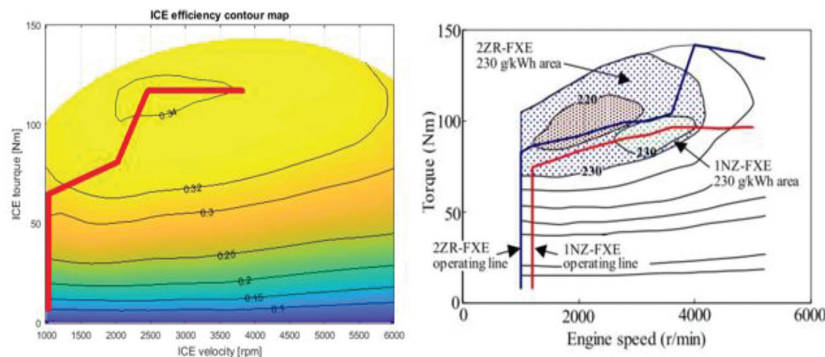 ICE efficiency contour map
ICE tourque [Nm]
150
100
50
0
0.34
0.32
0.3
0.25
0.2
0.15
0.1
1000 1500 2000 2500 3000 3500 4000 4500 5000 5500 6000
ICE velocity [rpm]
Torque (Nm)
150
100
50
0
2ZR-FXE
230 g/kWh area
220
230
230
1NZ-FXE
230 g/kWh area
2ZR-FXE
operating line
1NZ-FXE
operating line
0 2000 4000 6000
Engine speed (r/min)